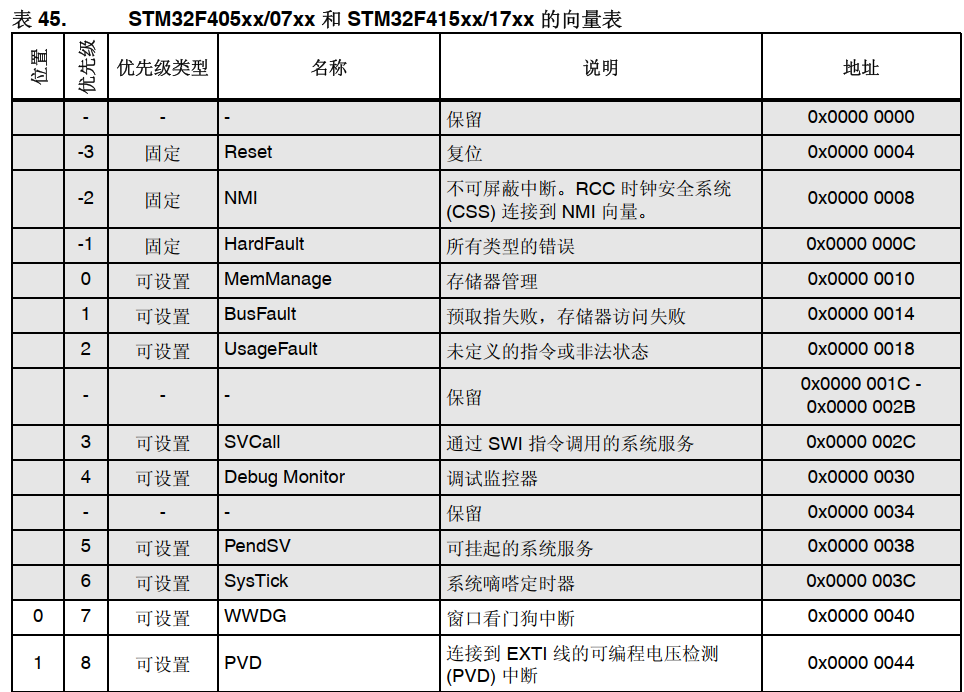 表 45. STM32F405xx/07xx 和 STM32F415xx/17xx 的向量表
位置 优先级 优先级类型 名称 说明 地址
- - - 保留 0x0000 0000
-3 固定 Reset 复位 0x0000 0004
-2 固定 NMI 不可屏蔽中断。RCC 时钟安全系统
(CSS) 连接到 NMI 向量。 0x0000 0008
-1 固定 HardFault 所有类型的错误 0x0000 000C
0 可设置 MemManage 存储器管理 0x0000 0010
1 可设置 BusFault 预取指失败，存储器访问失败 0x0000 0014
2 可设置 UsageFault 未定义的指令或非法状态 0x0000 0018
- - - 保留 0x0000 001C -
0x0000 002B
3 可设置 SVCall 通过 SWI 指令调用的系统服务 0x0000 002C
4 可设置 Debug Monitor 调试监控器 0x0000 0030
- - - 保留 0x0000 0034
5 可设置 PendSV 可挂起的系统服务 0x0000 0038
6 可设置 SysTick 系统嘀嗒定时器 0x0000 003C
0 7 可设置 WWDG 窗口看门狗中断 0x0000 0040
1 8 可设置 PVD 连接到 EXTI 线的可编程电压检测
(PVD) 中断 0x0000 0044